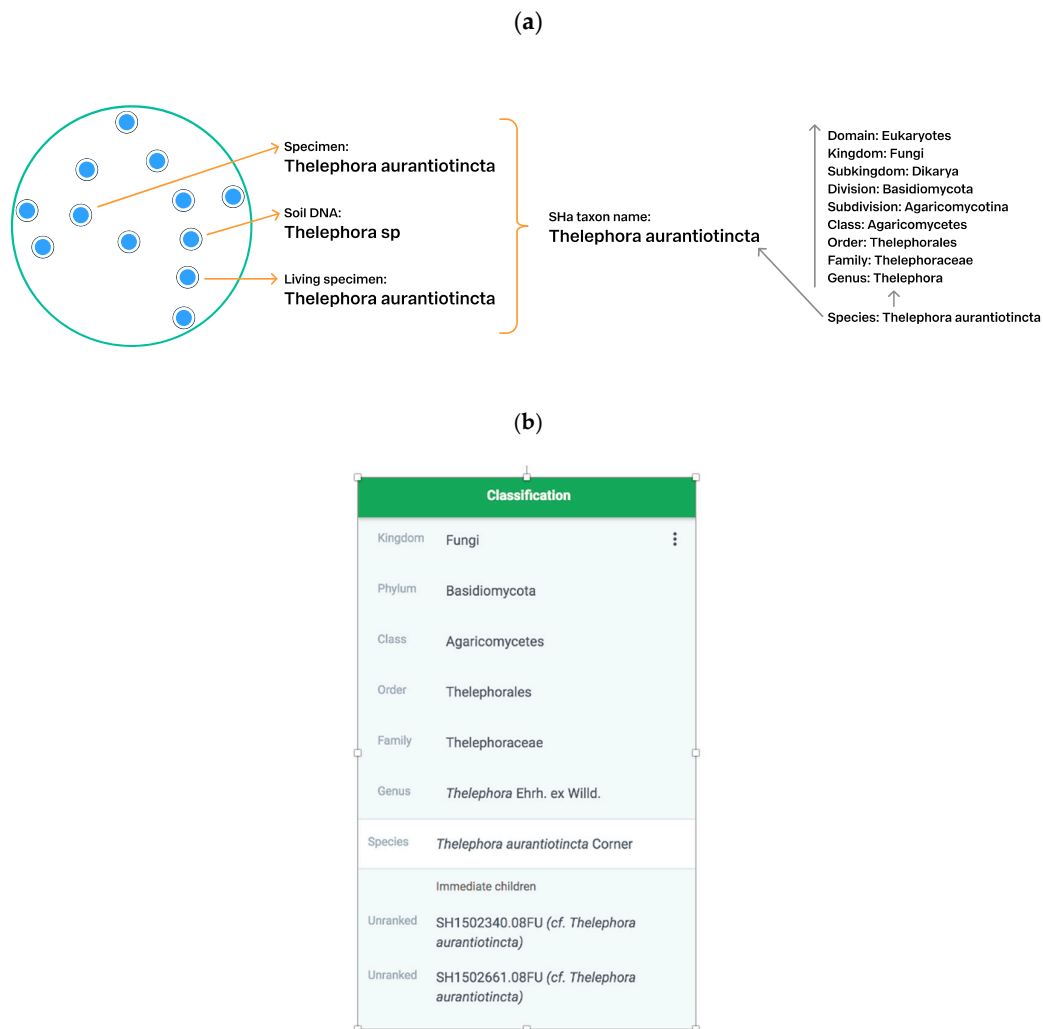 (a)
Specimen:
Thelephora aurantiotincta
Soil DNA:
Thelephora sp
Living specimen:
Thelephora aurantiotincta
SHa taxon name:
Thelephora aurantiotincta
Domain: Eukaryotes
Kingdom: Fungi
Subkingdom: Dikarya
Division: Basidiomycota
Subdivision: Agaricomycotina
Class: Agaricomycetes
Order: Thelephorales
Family: Thelephoraceae
Genus: Thelephora
Species: Thelephora aurantiotincta
(b)
Classification
Kingdom Fungi
Phylum Basidiomycota
Class Agaricomycetes
Order Thelephorales
Family Thelephoraceae
Genus Thelephora Ehrh. ex Willd.
Species Thelephora aurantiotincta Corner
Immediate children
Unranked SH1502340.08FU (cf. Thelephora
aurantiotincta)
Unranked SH1502661.08FU (cf. Thelephora
aurantiotincta)